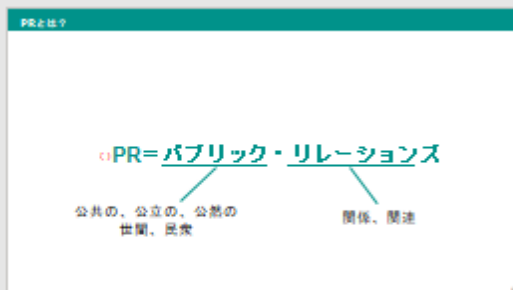 PRとは？
PR=パブリック・リレーションズ
公共の、公立の、公然の
世間、民衆
関係、関連